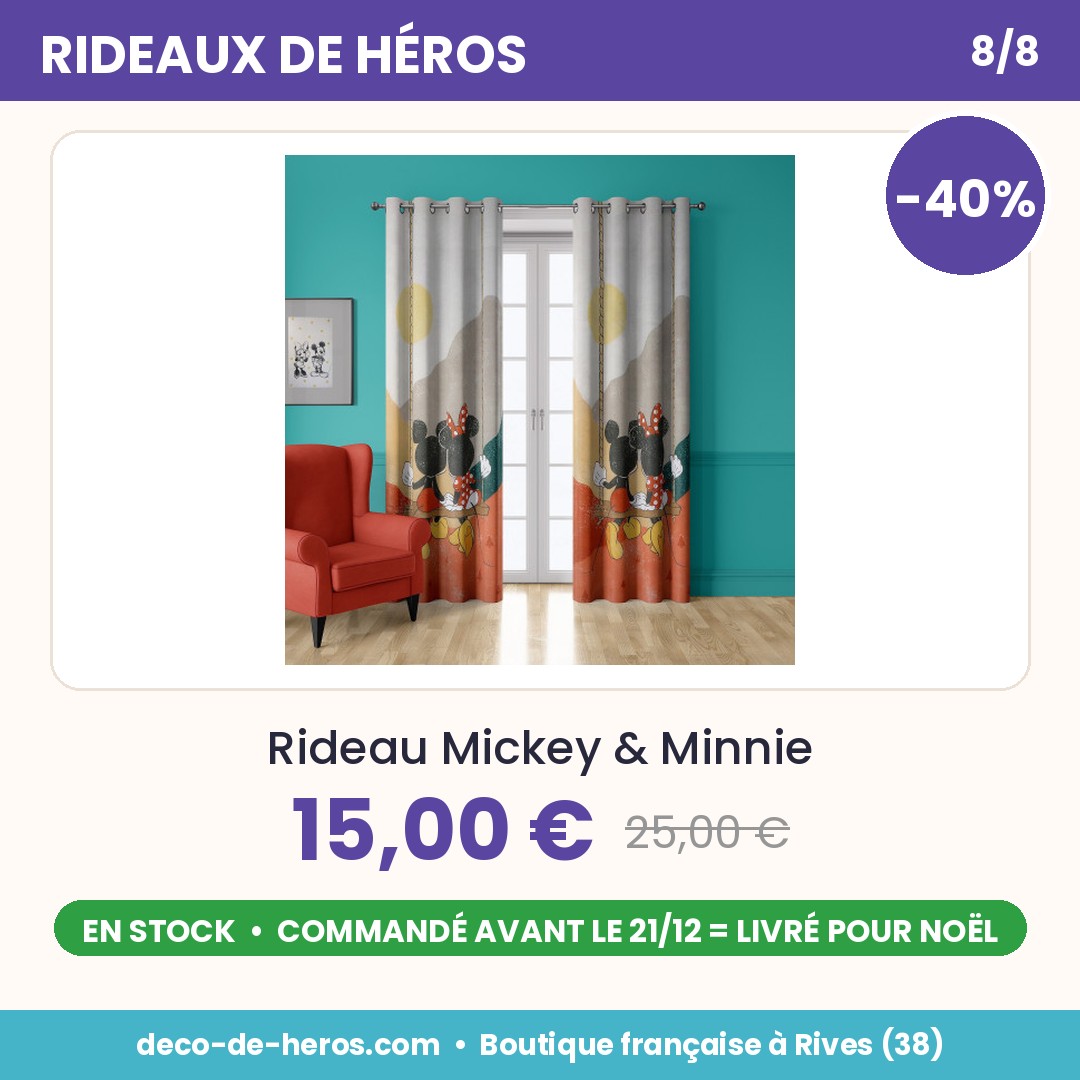 RIDEAUX DE HÉROS
8/8
-40%
Rideau Mickey & Minnie
15,00 € 25,00 €
EN STOCK • COMMANDÉ AVANT LE 21/12 = LIVRÉ POUR NOËL
deco-de-heros.com • Boutique française à Rives (38)